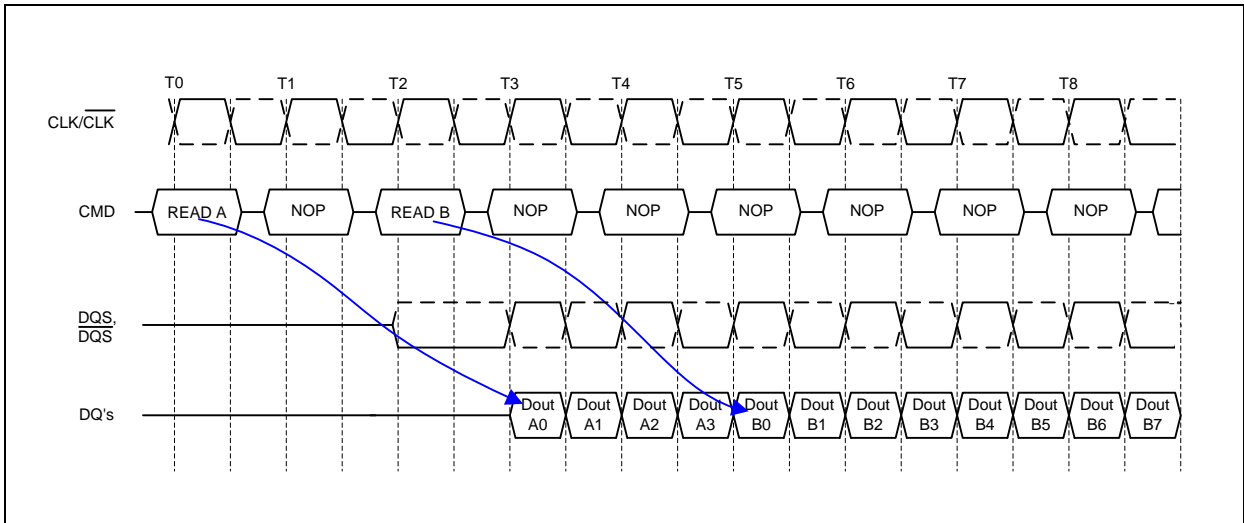 T0 T1 T2 T3 T4 T5 T6 T7 T8
CLK/CLK
CMD READ A NOP READ B NOP NOP NOP NOP NOP NOP
DQS,
DQS
DQ's
Dout Dout Dout Dout Dout Dout Dout Dout Dout Dout Dout Dout
A0 A1 A2 A3 B0 B1 B2 B3 B4 B5 B6 B7